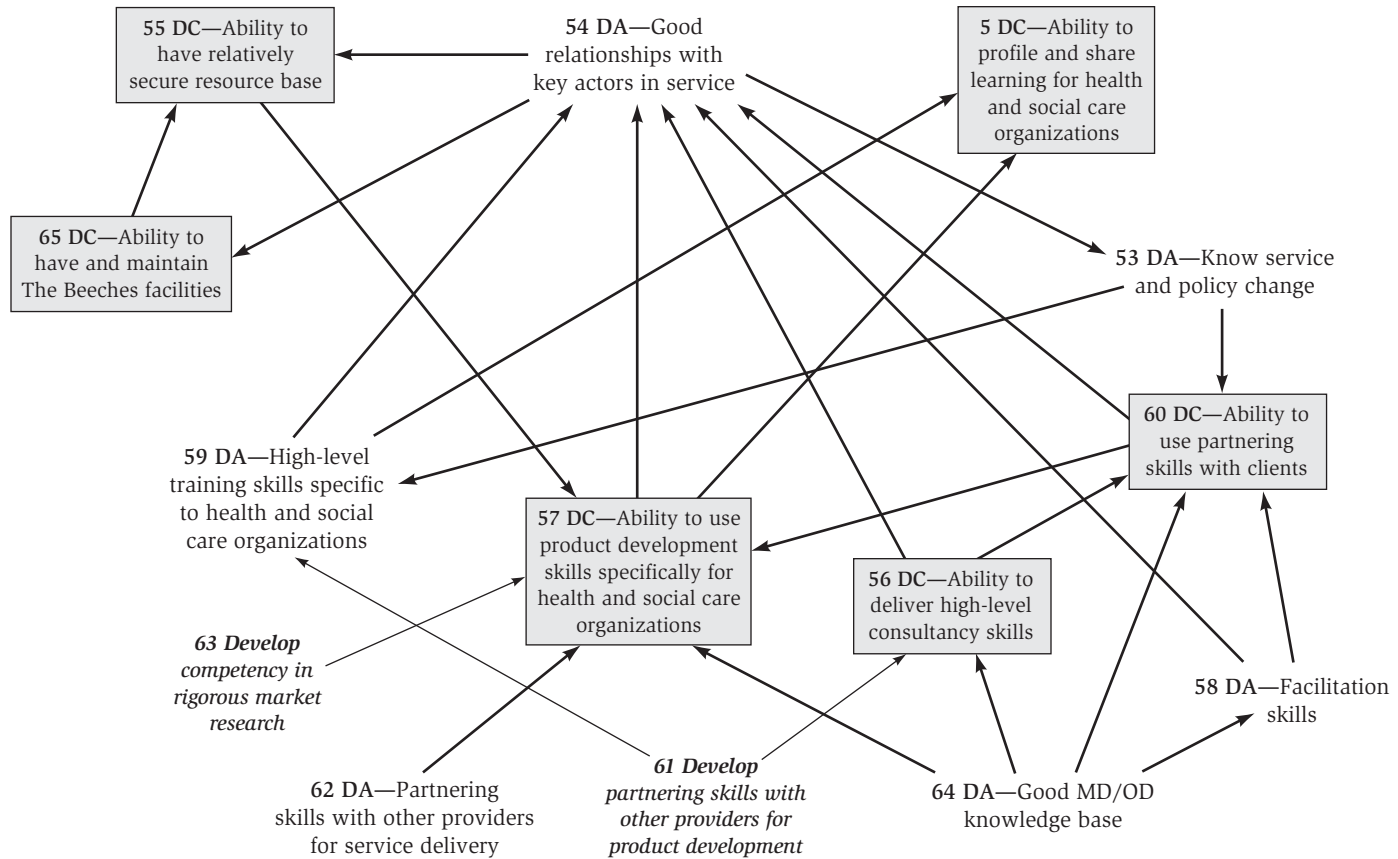 55 DC—Ability to
have relatively
secure resource base
54 DA—Good
relationships with
key actors in service
5 DC—Ability to
profile and share
learning for health
and social care
organizations
65 DC—Ability to
have and maintain
The Beeches facilities
53 DA—Know service
and policy change
60 DC—Ability to
use partnering
skills with clients
59 DA—High-level
training skills specific
to health and social
care organizations
57 DC—Ability to use
product development
skills specifically for
health and social care
organizations
56 DC—Ability to
deliver high-level
consultancy skills
63 Develop
competency in
rigorous market
research
58 DA—Facilitation
skills
62 DA—Partnering
skills with other providers
for service delivery
61 Develop
partnering skills with
other providers for
product development
64 DA—Good MD/OD
knowledge base